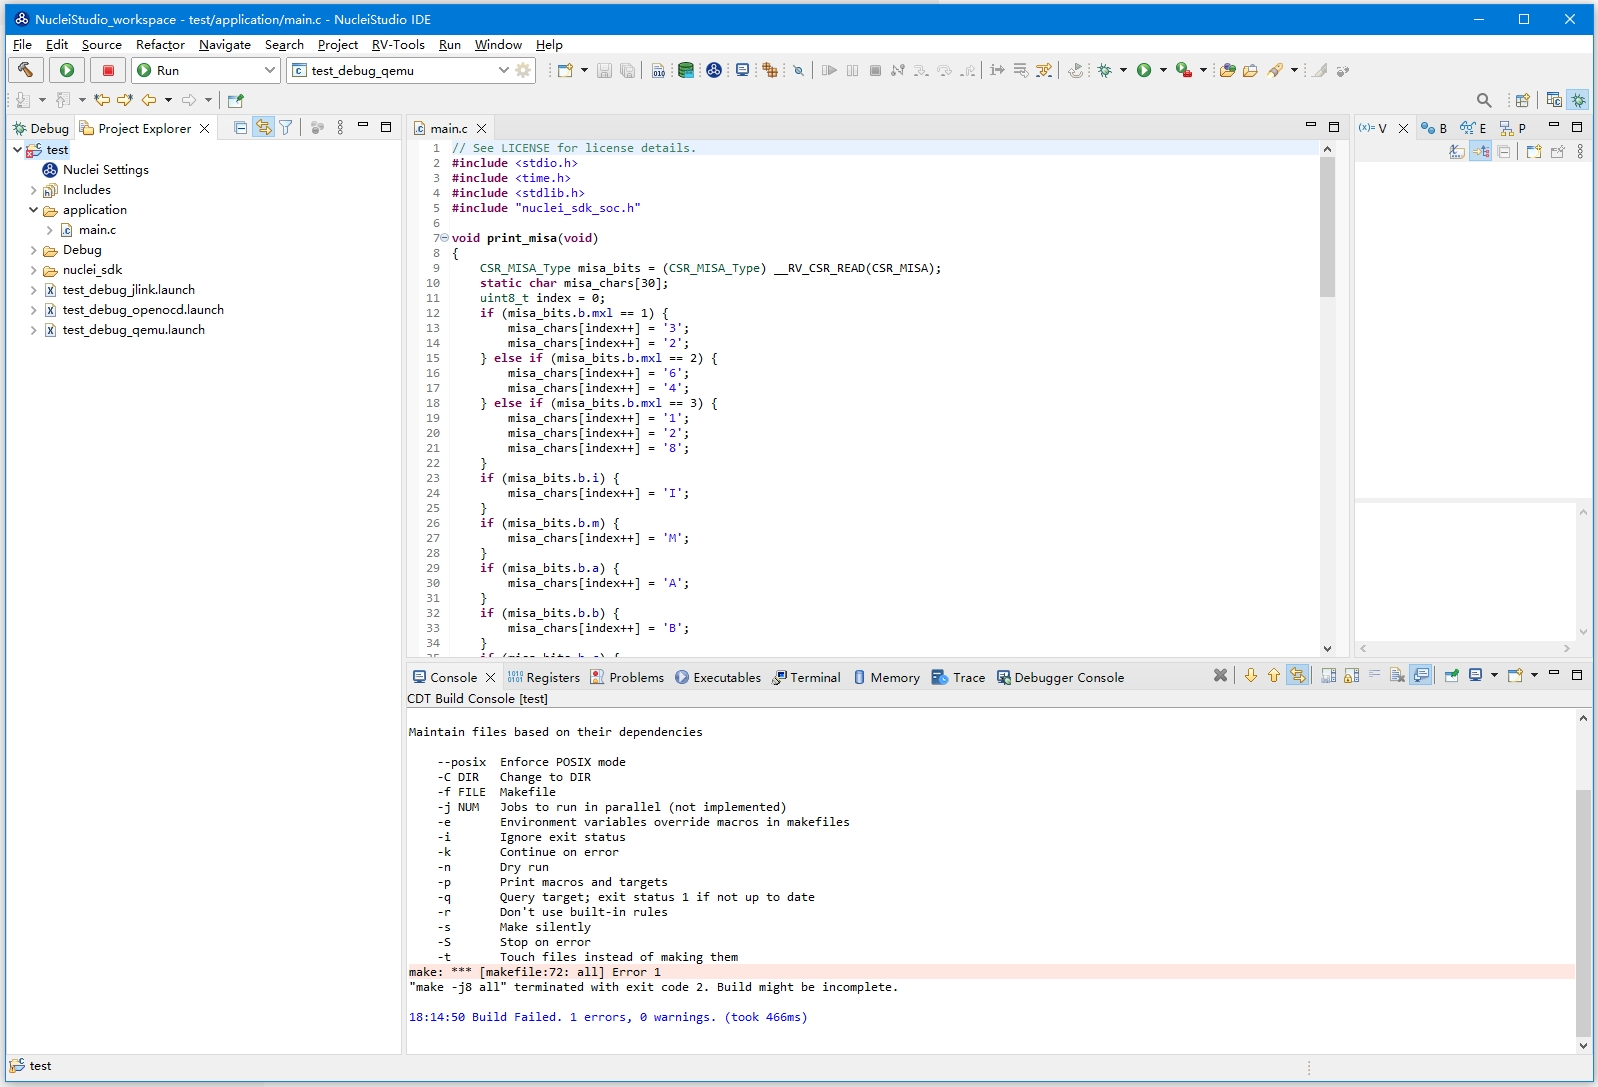 NucleiStudio_workspace - test/application/main.c - NucleiStudio IDE
File Edit Source Refactor Navigate Search Project RV-Tools Run Window Help
Run
test_debug_qemu
Debug
Project Explorer
test
Nuclei Settings
Includes
application
main.c
Debug
nuclei_sdk
test_debug_jlink.launch
test_debug_openocd.launch
test_debug_qemu.launch
main.c
1 // See LICENSE for license details.
2 #include <stdio.h>
3 #include <time.h>
4 #include <stdlib.h>
5 #include "nuclei_sdk_soc.h"
6
7 void print_misa(void)
8 {
9     CSR_MISA_Type misa_bits = (CSR_MISA_Type) __RV_CSR_READ(CSR_MISA);
10     static char misa_chars[30];
11     uint8_t index = 0;
12     if (misa_bits.b.mxl == 1) {
13         misa_chars[index++] = '3';
14         misa_chars[index++] = '2';
15     } else if (misa_bits.b.mxl == 2) {
16         misa_chars[index++] = '6';
17         misa_chars[index++] = '4';
18     } else if (misa_bits.b.mxl == 3) {
19         misa_chars[index++] = '1';
20         misa_chars[index++] = '2';
21         misa_chars[index++] = '8';
22     }
23     if (misa_bits.b.i) {
24         misa_chars[index++] = 'I';
25     }
26     if (misa_bits.b.m) {
27         misa_chars[index++] = 'M';
28     }
29     if (misa_bits.b.a) {
30         misa_chars[index++] = 'A';
31     }
32     if (misa_bits.b.b) {
33         misa_chars[index++] = 'B';
34     }
(x)= V
B
E
P
Console
Registers
Problems
Executables
Terminal
Memory
Trace
Debugger Console
CDT Build Console [test]
Maintain files based on their dependencies
--posix Enforce POSIX mode
-C DIR Change to DIR
-f FILE Makefile
-j NUM Jobs to run in parallel (not implemented)
-e Environment variables override macros in makefiles
-i Ignore exit status
-k Continue on error
-n Dry run
-p Print macros and targets
-q Query target; exit status 1 if not up to date
-r Don't use built-in rules
-s Make silently
-S Stop on error
-t Touch files instead of making them
make: *** [makefile:72: all] Error 1
"make -j8 all" terminated with exit code 2. Build might be incomplete.
18:14:50 Build Failed. 1 errors, 0 warnings. (took 466ms)
test